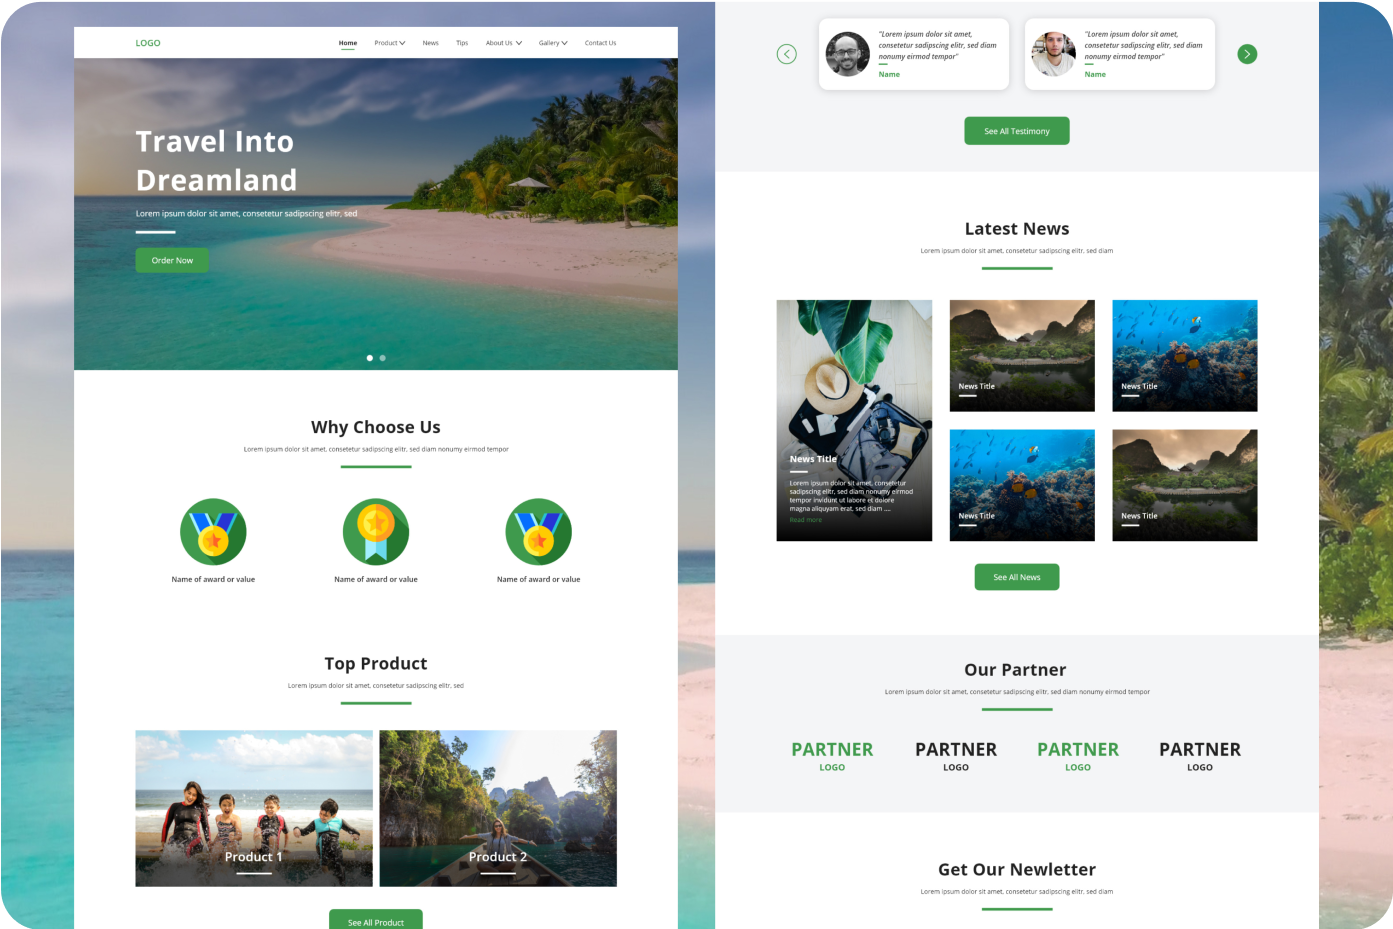 LOGO
Home
Product
News
Tips
About Us
Gallery
Contact Us
Travel Into
Dreamland
Lorem ipsum dolor sit amet, consetetur sadipscing elitr, sed
Order Now
Why Choose Us
Lorem ipsum dolor sit amet, consetetur sadipscing elitr, sed diam nonumy eirmod tempor
Name of award or value
Name of award or value
Name of award or value
Top Product
Lorem ipsum dolor sit amet, consetetur sadipscing elitr, sed
Product 1
Product 2
See All Product
"Lorem ipsum dolor sit amet,
consetetur sadipscing elitr, sed diam
nonumy eirmod tempor"
Name
"Lorem ipsum dolor sit amet,
consetetur sadipscing elitr, sed diam
nonumy eirmod tempor"
Name
See All Testimony
Latest News
Lorem ipsum dolor sit amet, consetetur sadipscing elitr, sed diam
News Title
Lorem ipsum dolor sit amet, consetetur
sadipscing elitr, sed diam nonumy eirmod
tempor invidunt ut labore et dolore
magna aliquyam erat, sed diam ....
Read more
News Title
News Title
News Title
News Title
See All News
Our Partner
Lorem ipsum dolor sit amet, consetetur sadipscing elitr, sed diam nonumy eirmod tempor
PARTNER
LOGO
PARTNER
LOGO
PARTNER
LOGO
PARTNER
LOGO
Get Our Newletter
Lorem ipsum dolor sit amet, consetetur sadipscing elitr, sed diam